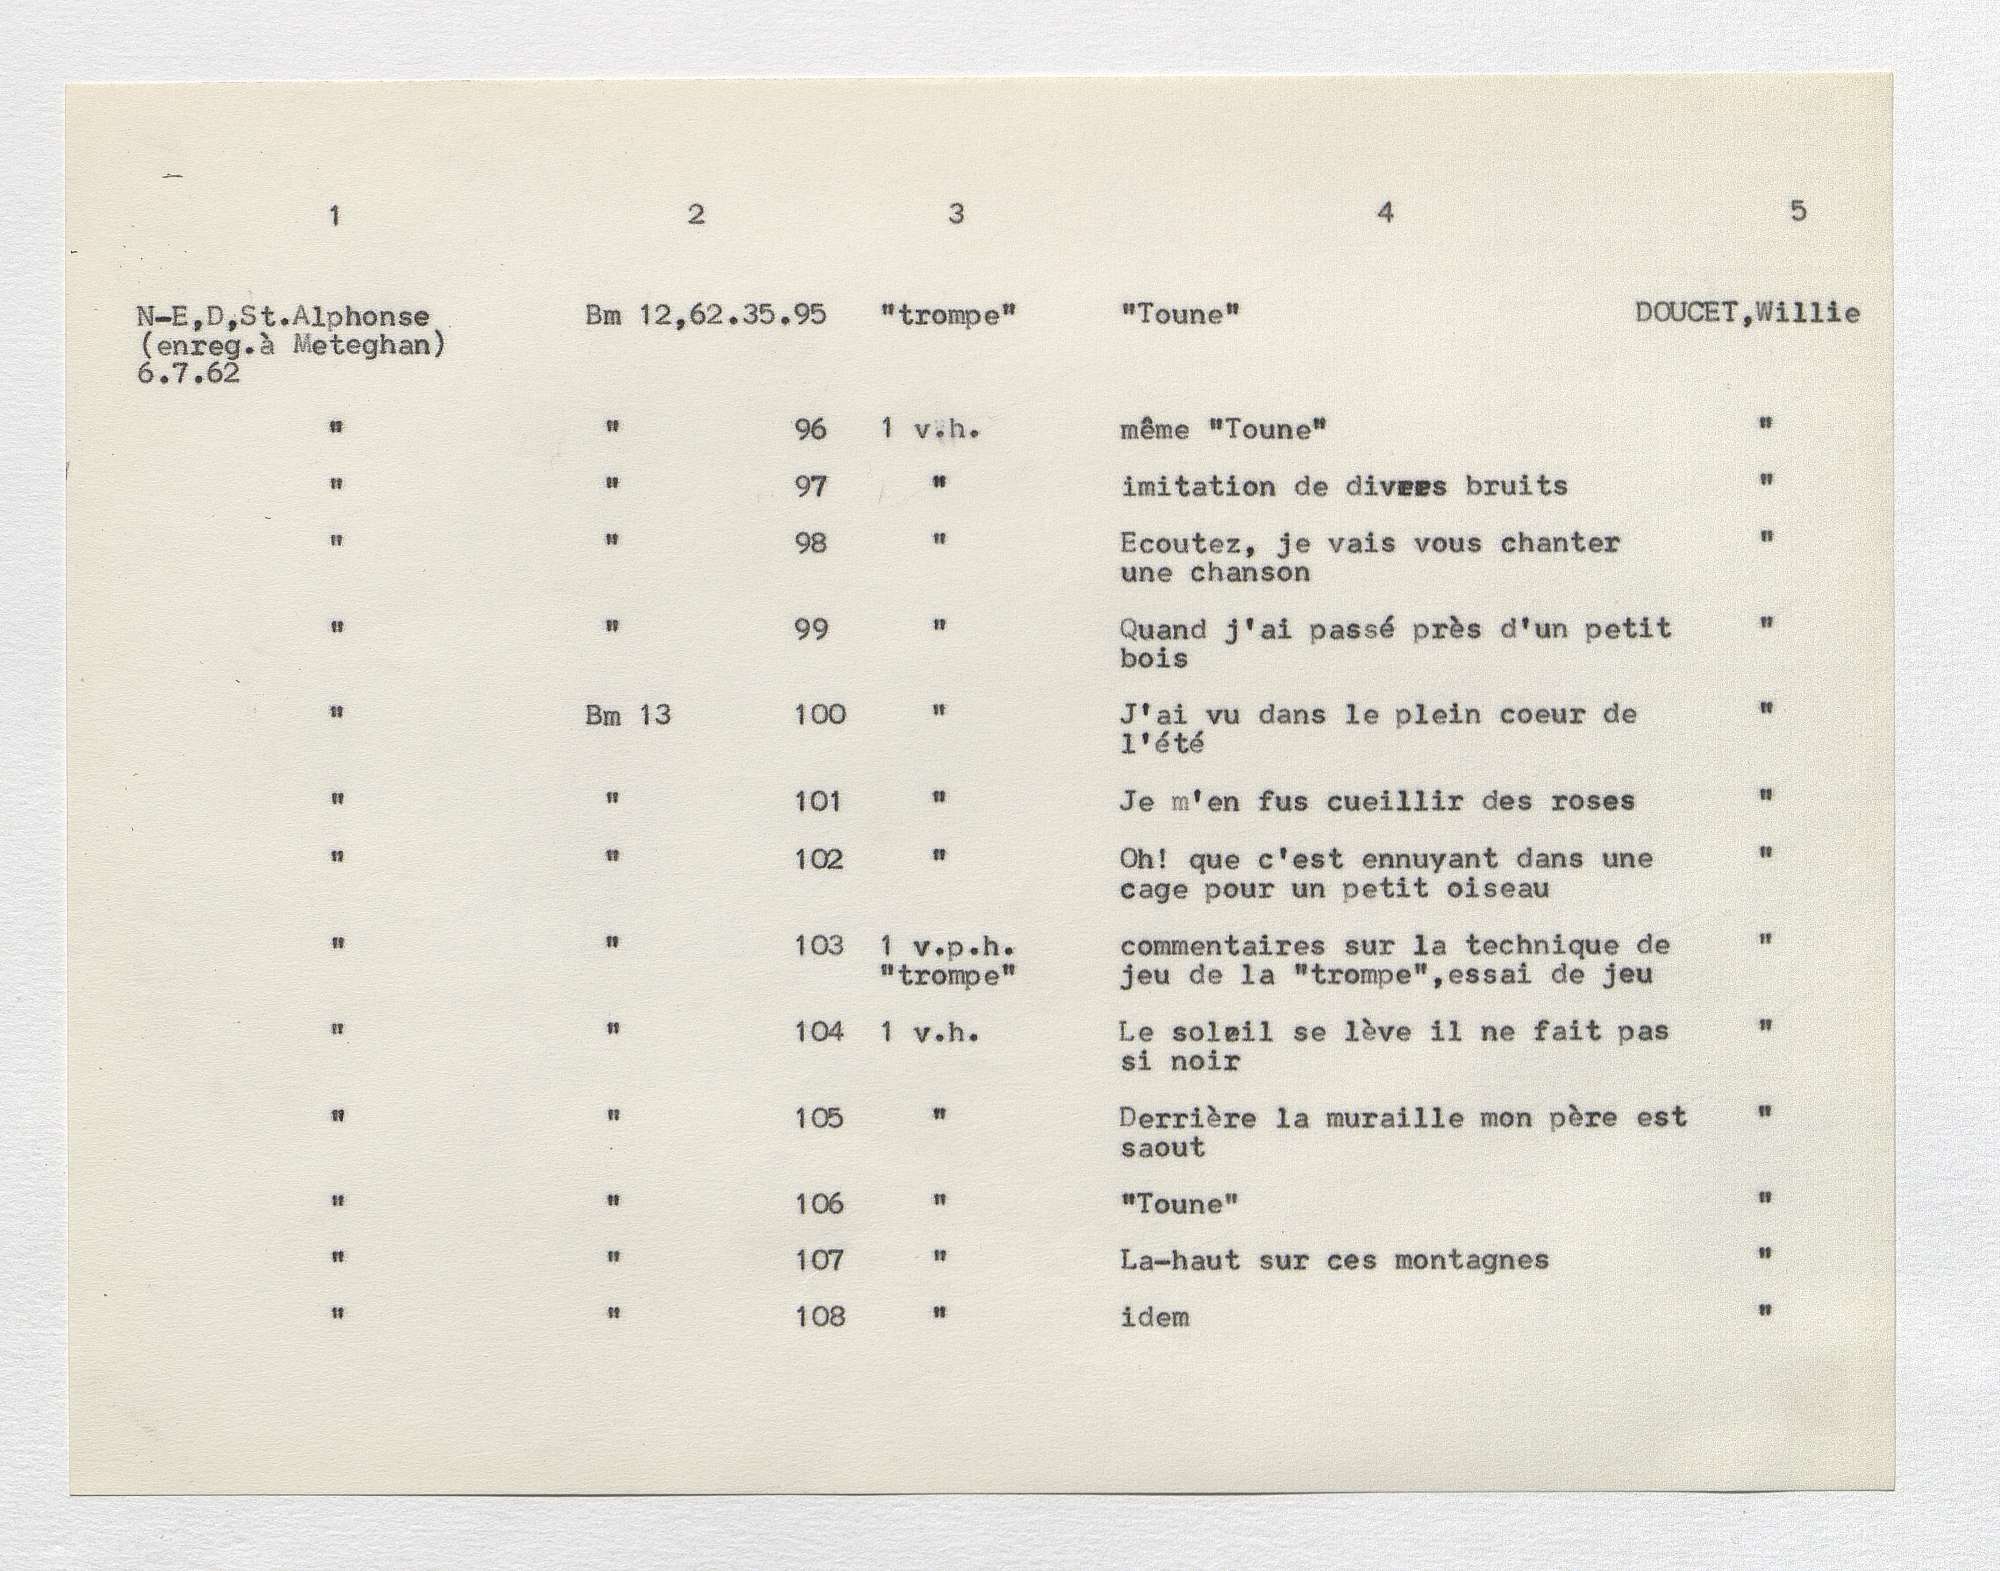 1 2 3 4 5
N-E,D,St.Alphonse Bm 12,62.35.95 "trompe" "Toune" DOUCET,Willie
(enreg.à Meteghan)
6.7.62
" " 96 1 v.h. même "Toune" "
" " 97 " imitation de divers bruits "
" " 98 " Ecoutez, je vais vous chanter "
une chanson
" " 99 " Quand j'ai passé près d'un petit "
bois
" Bm 13 100 " J'ai vu dans le plein coeur de "
l'été
" " 101 " Je m'en fus cueillir des roses "
" " 102 " Oh! que c'est ennuyant dans une "
cage pour un petit oiseau
" " 103 1 v.p.h. commentaires sur la technique de "
"trompe" jeu de la "trompe",essai de jeu
" " 104 1 v.h. Le soleil se lève il ne fait pas "
si noir
" " 105 " Derrière la muraille mon père est "
saout
" " 106 " "Toune" "
" " 107 " La-haut sur ces montagnes "
" " 108 " idem "